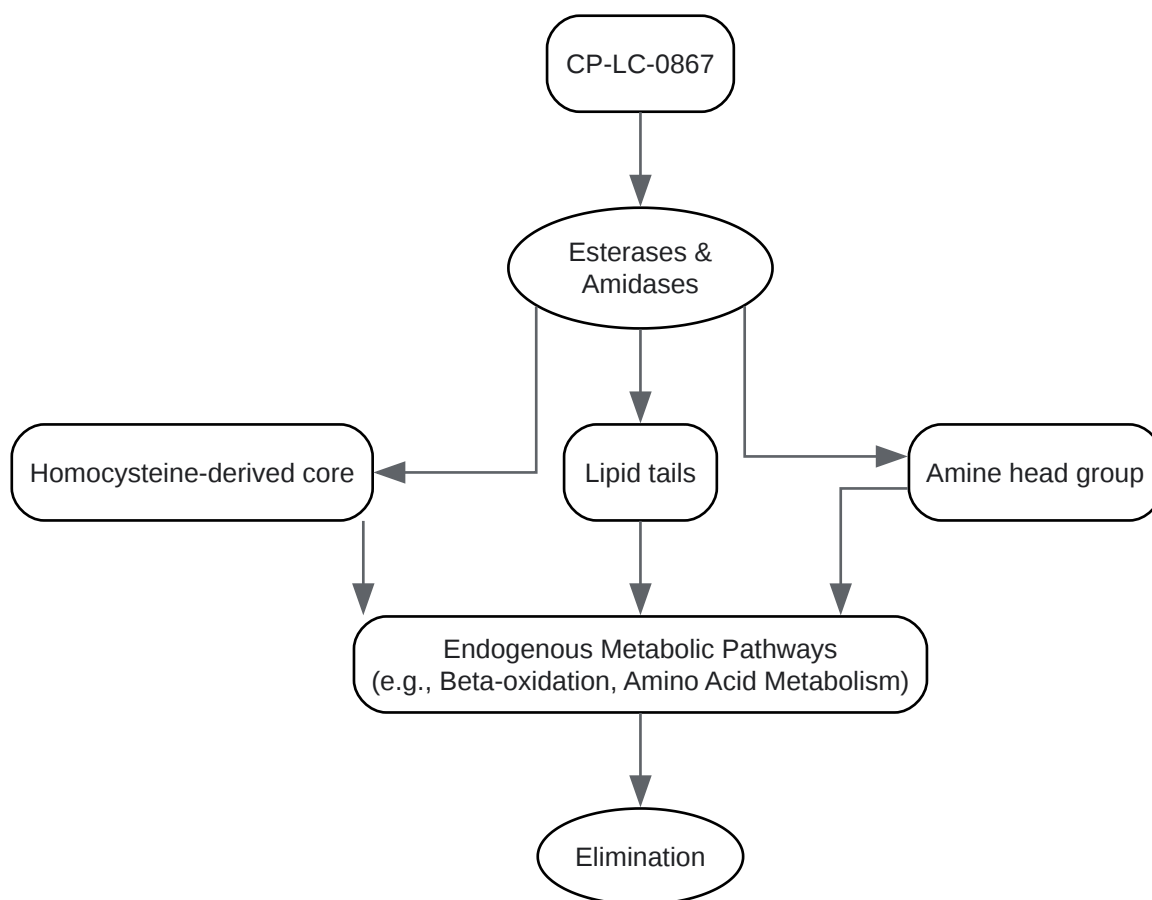 CP-LC-0867
Esterases &
Amidases
Homocysteine-derived core
Lipid tails
Amine head group
Endogenous Metabolic Pathways
(e.g., Beta-oxidation, Amino Acid Metabolism)
Elimination